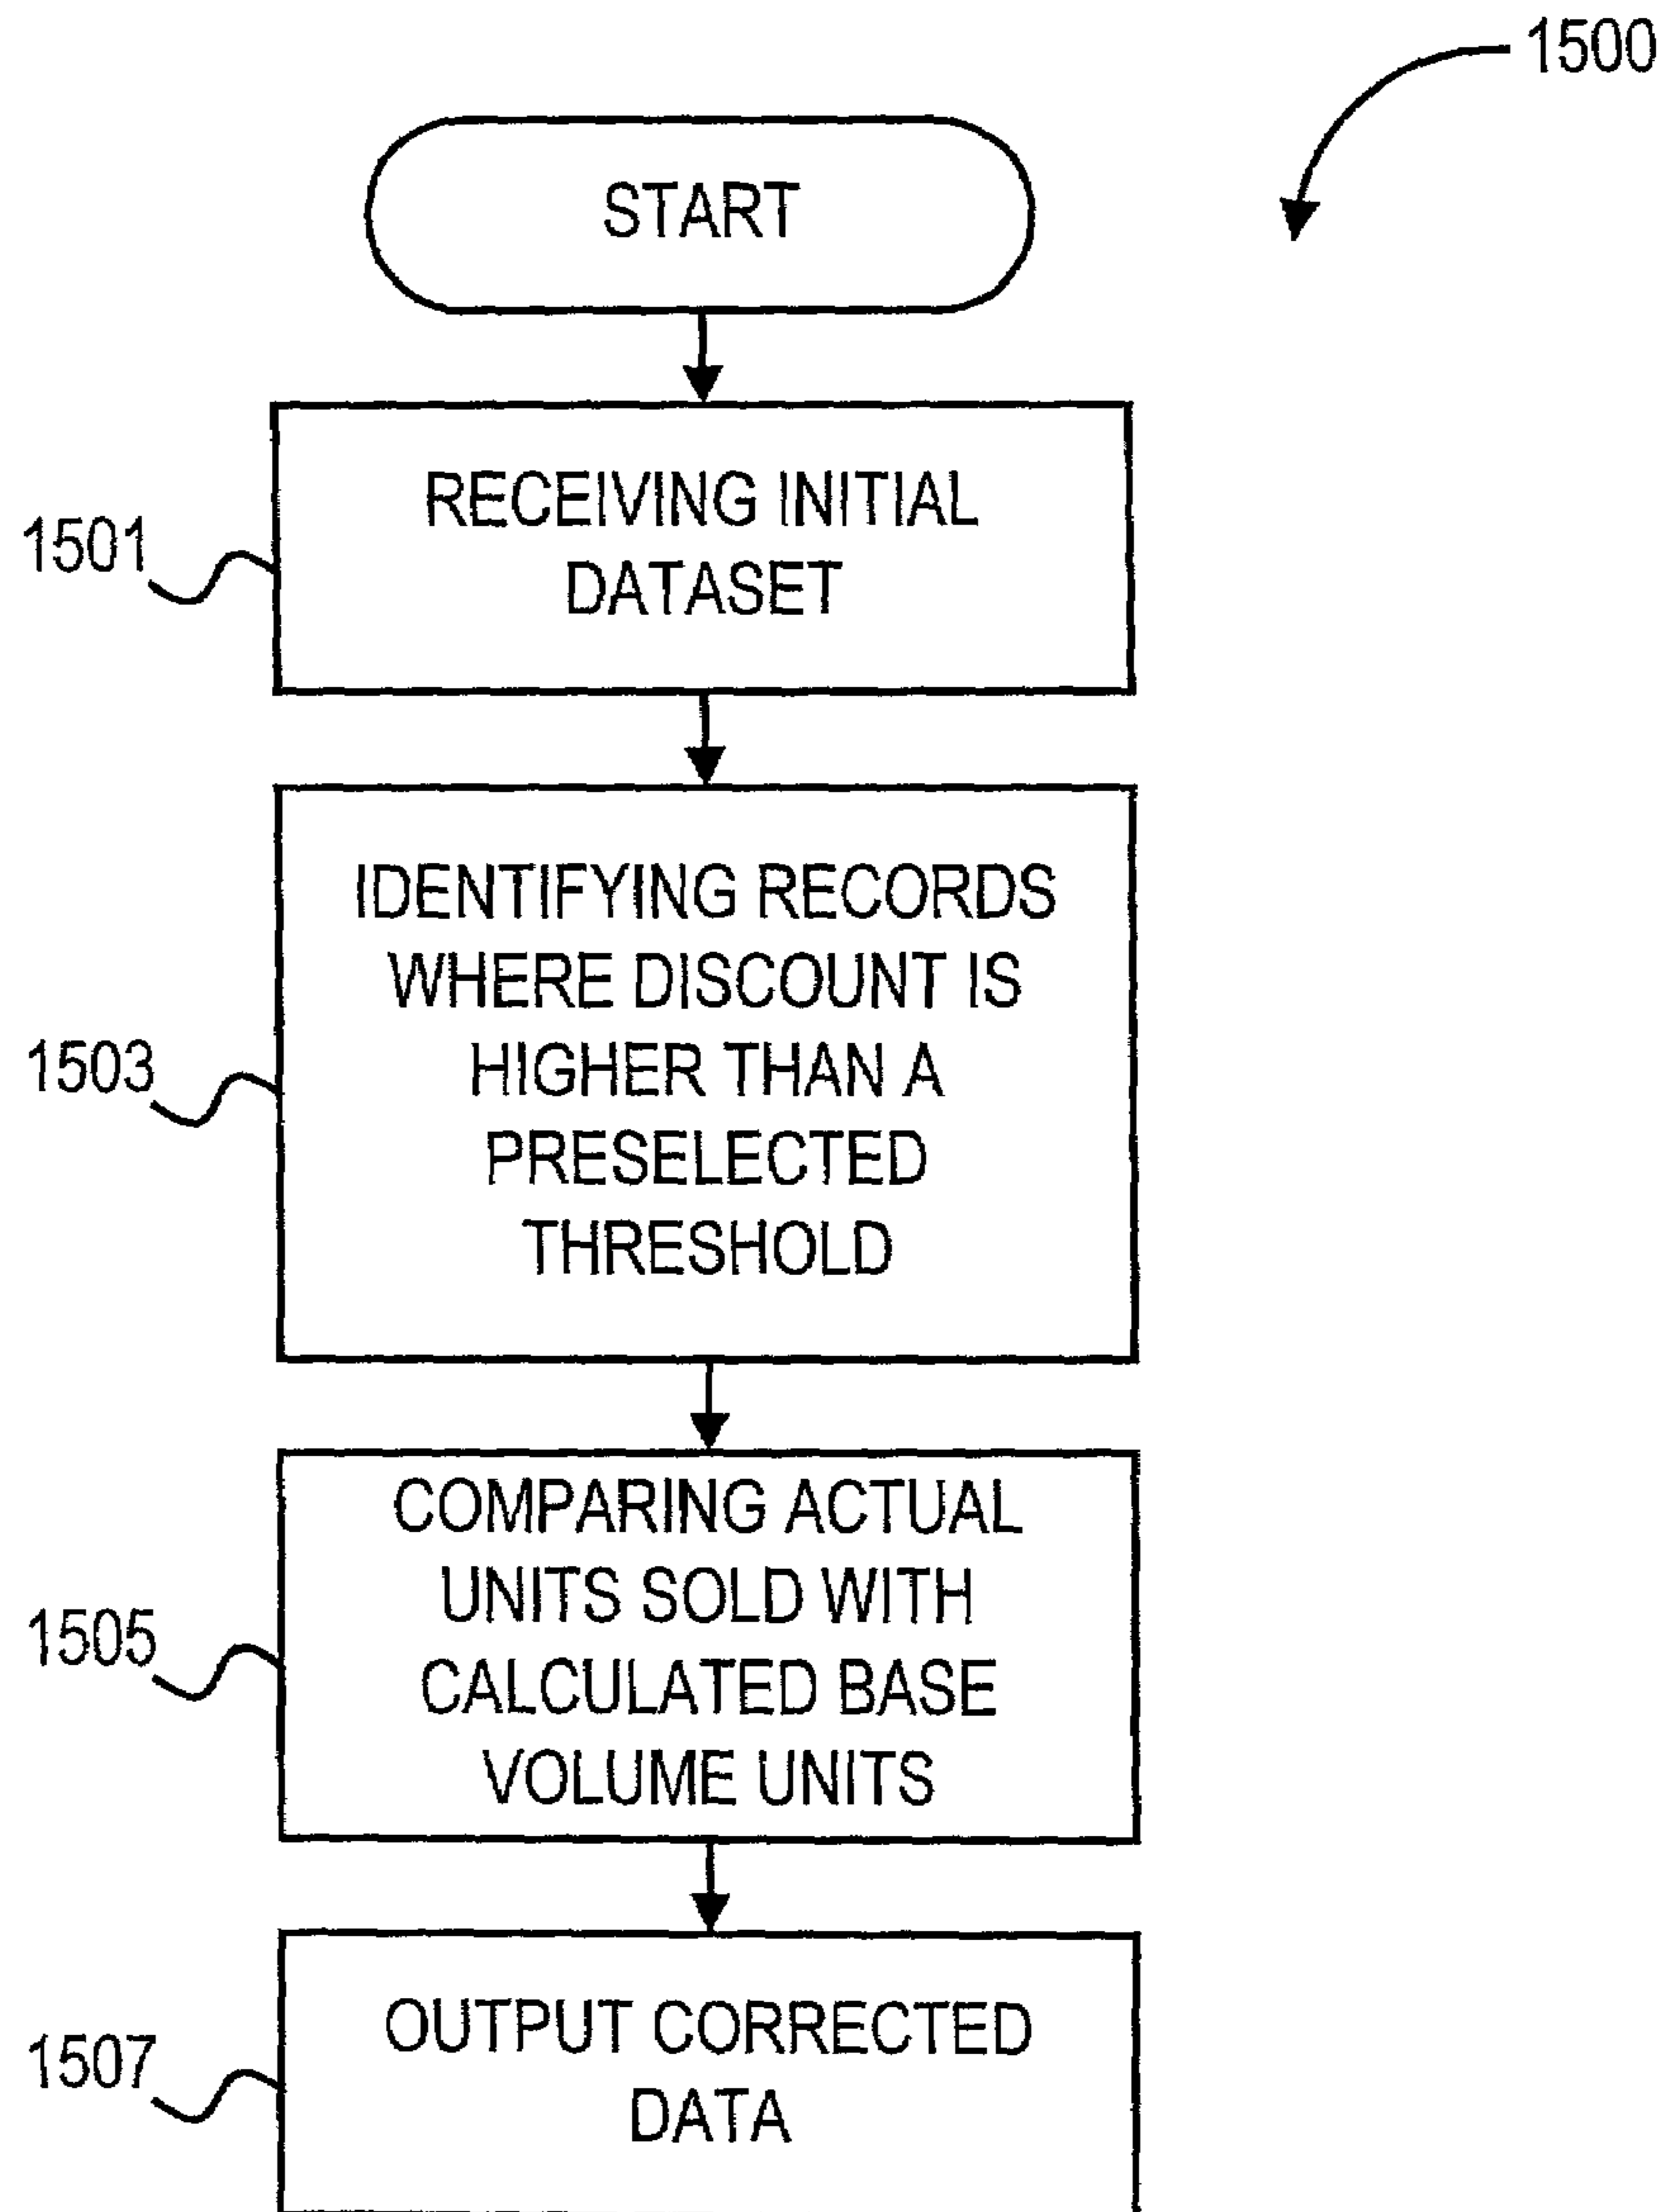 1500
START
RECEIVING INITIAL
DATASET
1501
IDENTIFYING RECORDS
WHERE DISCOUNT IS
HIGHER THAN A
PRESELECTED
THRESHOLD
1503
COMPARING ACTUAL
UNITS SOLD WITH
CALCULATED BASE
VOLUME UNITS
1505
OUTPUT CORRECTED
DATA
1507